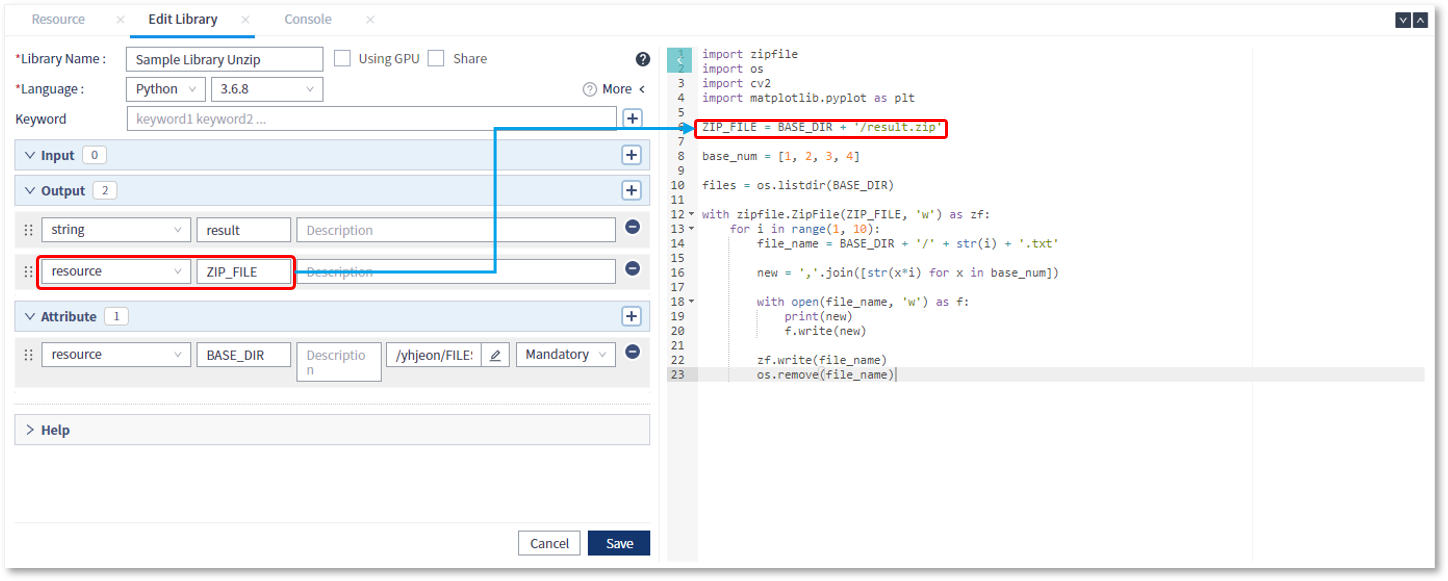 Resource × Edit Library × Console ×
*Library Name : Sample Library Unzip Using GPU Share
*Language : Python 3.6.8 More
Keyword keyword1 keyword2 ...
Input 0
Output 2
string result Description
resource ZIP_FILE Description
Attribute 1
resource BASE_DIR Descriptio
n /yhjeon/FILES Mandatory
Help
Cancel Save
1 import zipfile
2 import os
3 import cv2
4 import matplotlib.pyplot as plt
5
6 ZIP_FILE = BASE_DIR + '/result.zip'
7
8 base_num = [1, 2, 3, 4]
9
10 files = os.listdir(BASE_DIR)
11
12 with zipfile.ZipFile(ZIP_FILE, 'w') as zf:
13 for i in range(1, 10):
14 file_name = BASE_DIR + '/' + str(i) + '.txt'
15
16 new = ','.join([str(x*i) for x in base_num])
17
18 with open(file_name, 'w') as f:
19 print(new)
20 f.write(new)
21
22 zf.write(file_name)
23 os.remove(file_name)